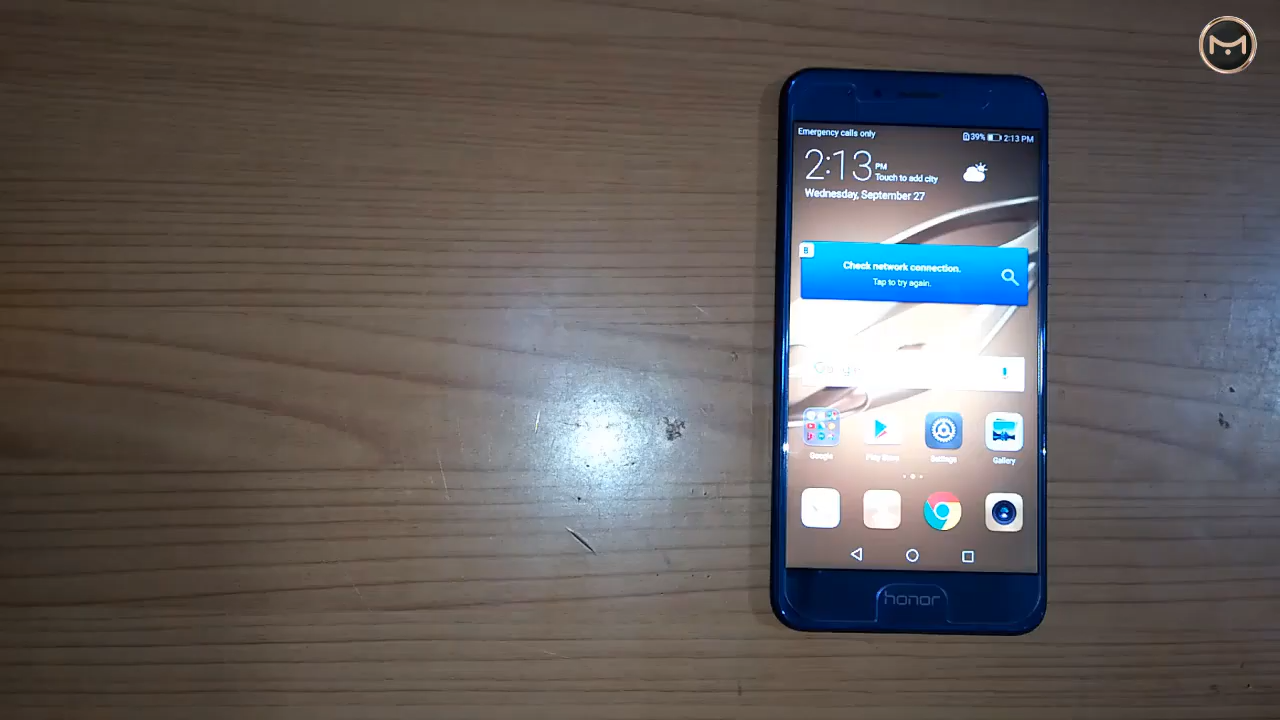 Emergency calls only
39% 2:13 PM
2:13 PM
Touch to add city
Wednesday, September 27
B
Check network connection.
Tap to try again.
Google
Google
Play Store
Settings
Gallery
honor